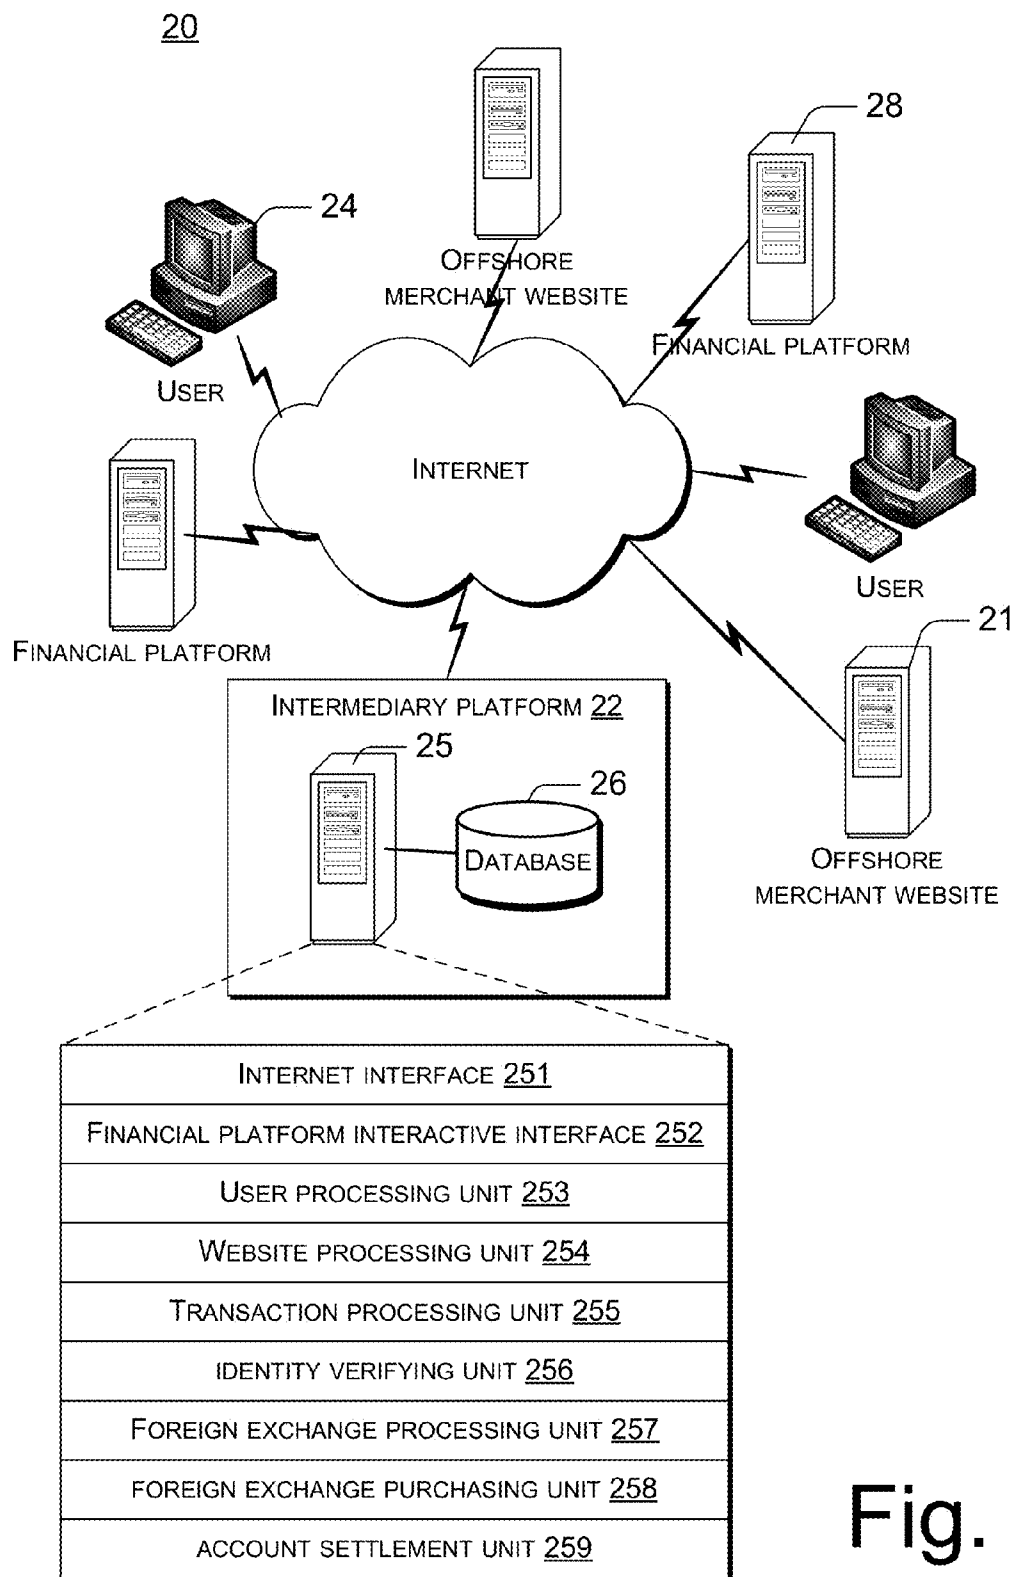 20
28
24
OFFSHORE
MERCHANT WEBSITE
FINANCIAL PLATFORM
USER
INTERNET
USER
21
FINANCIAL PLATFORM
INTERMEDIARY PLATFORM 22
25
26
DATABASE
OFFSHORE
MERCHANT WEBSITE
INTERNET INTERFACE 251
FINANCIAL PLATFORM INTERACTIVE INTERFACE 252
USER PROCESSING UNIT 253
WEBSITE PROCESSING UNIT 254
TRANSACTION PROCESSING UNIT 255
IDENTITY VERIFYING UNIT 256
FOREIGN EXCHANGE PROCESSING UNIT 257
FOREIGN EXCHANGE PURCHASING UNIT 258
ACCOUNT SETTLEMENT UNIT 259
Fig.